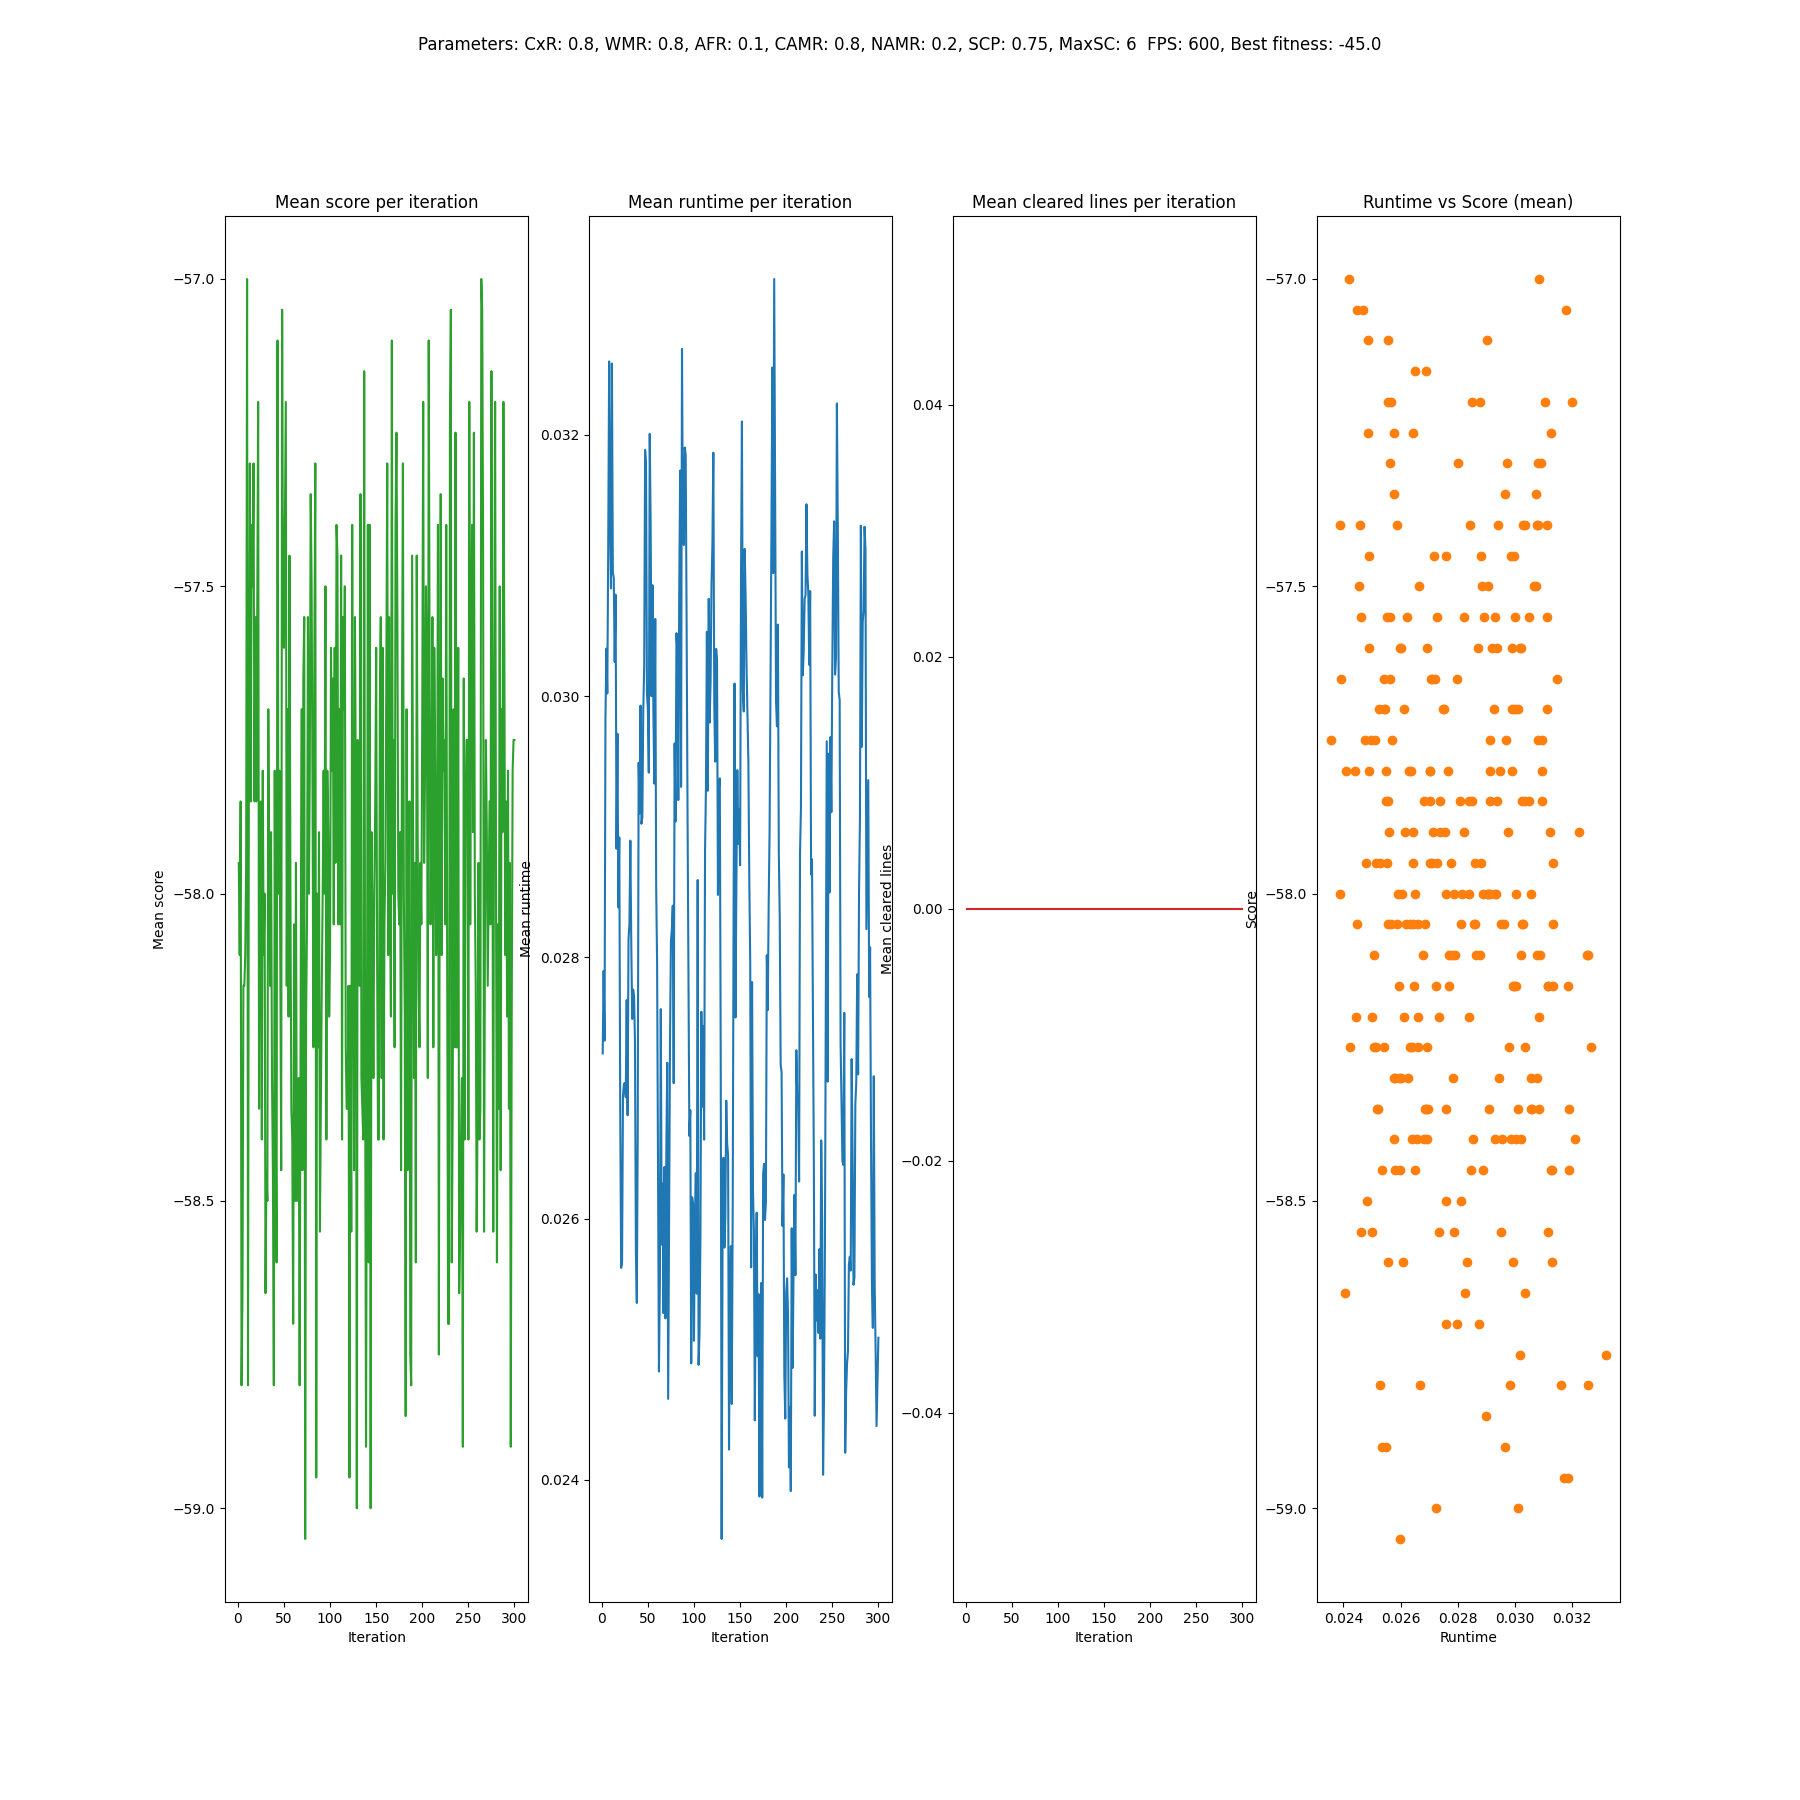 Parameters: CxR: 0.8, WMR: 0.8, AFR: 0.1, CAMR: 0.8, NAMR: 0.2, SCP: 0.75, MaxSC: 6  FPS: 600, Best fitness: -45.0
Mean score per iteration
−57.0
−57.5
−58.0
−58.5
−59.0
Mean score
0 50 100 150 200 250 300
Iteration
Mean runtime per iteration
0.032
0.030
0.028
0.026
0.024
Mean runtime
0 50 100 150 200 250 300
Iteration
Mean cleared lines per iteration
0.04
0.02
0.00
−0.02
−0.04
Mean cleared lines
0 50 100 150 200 250 300
Iteration
Runtime vs Score (mean)
−57.0
−57.5
−58.0
−58.5
−59.0
Score
0.024 0.026 0.028 0.030 0.032
Runtime